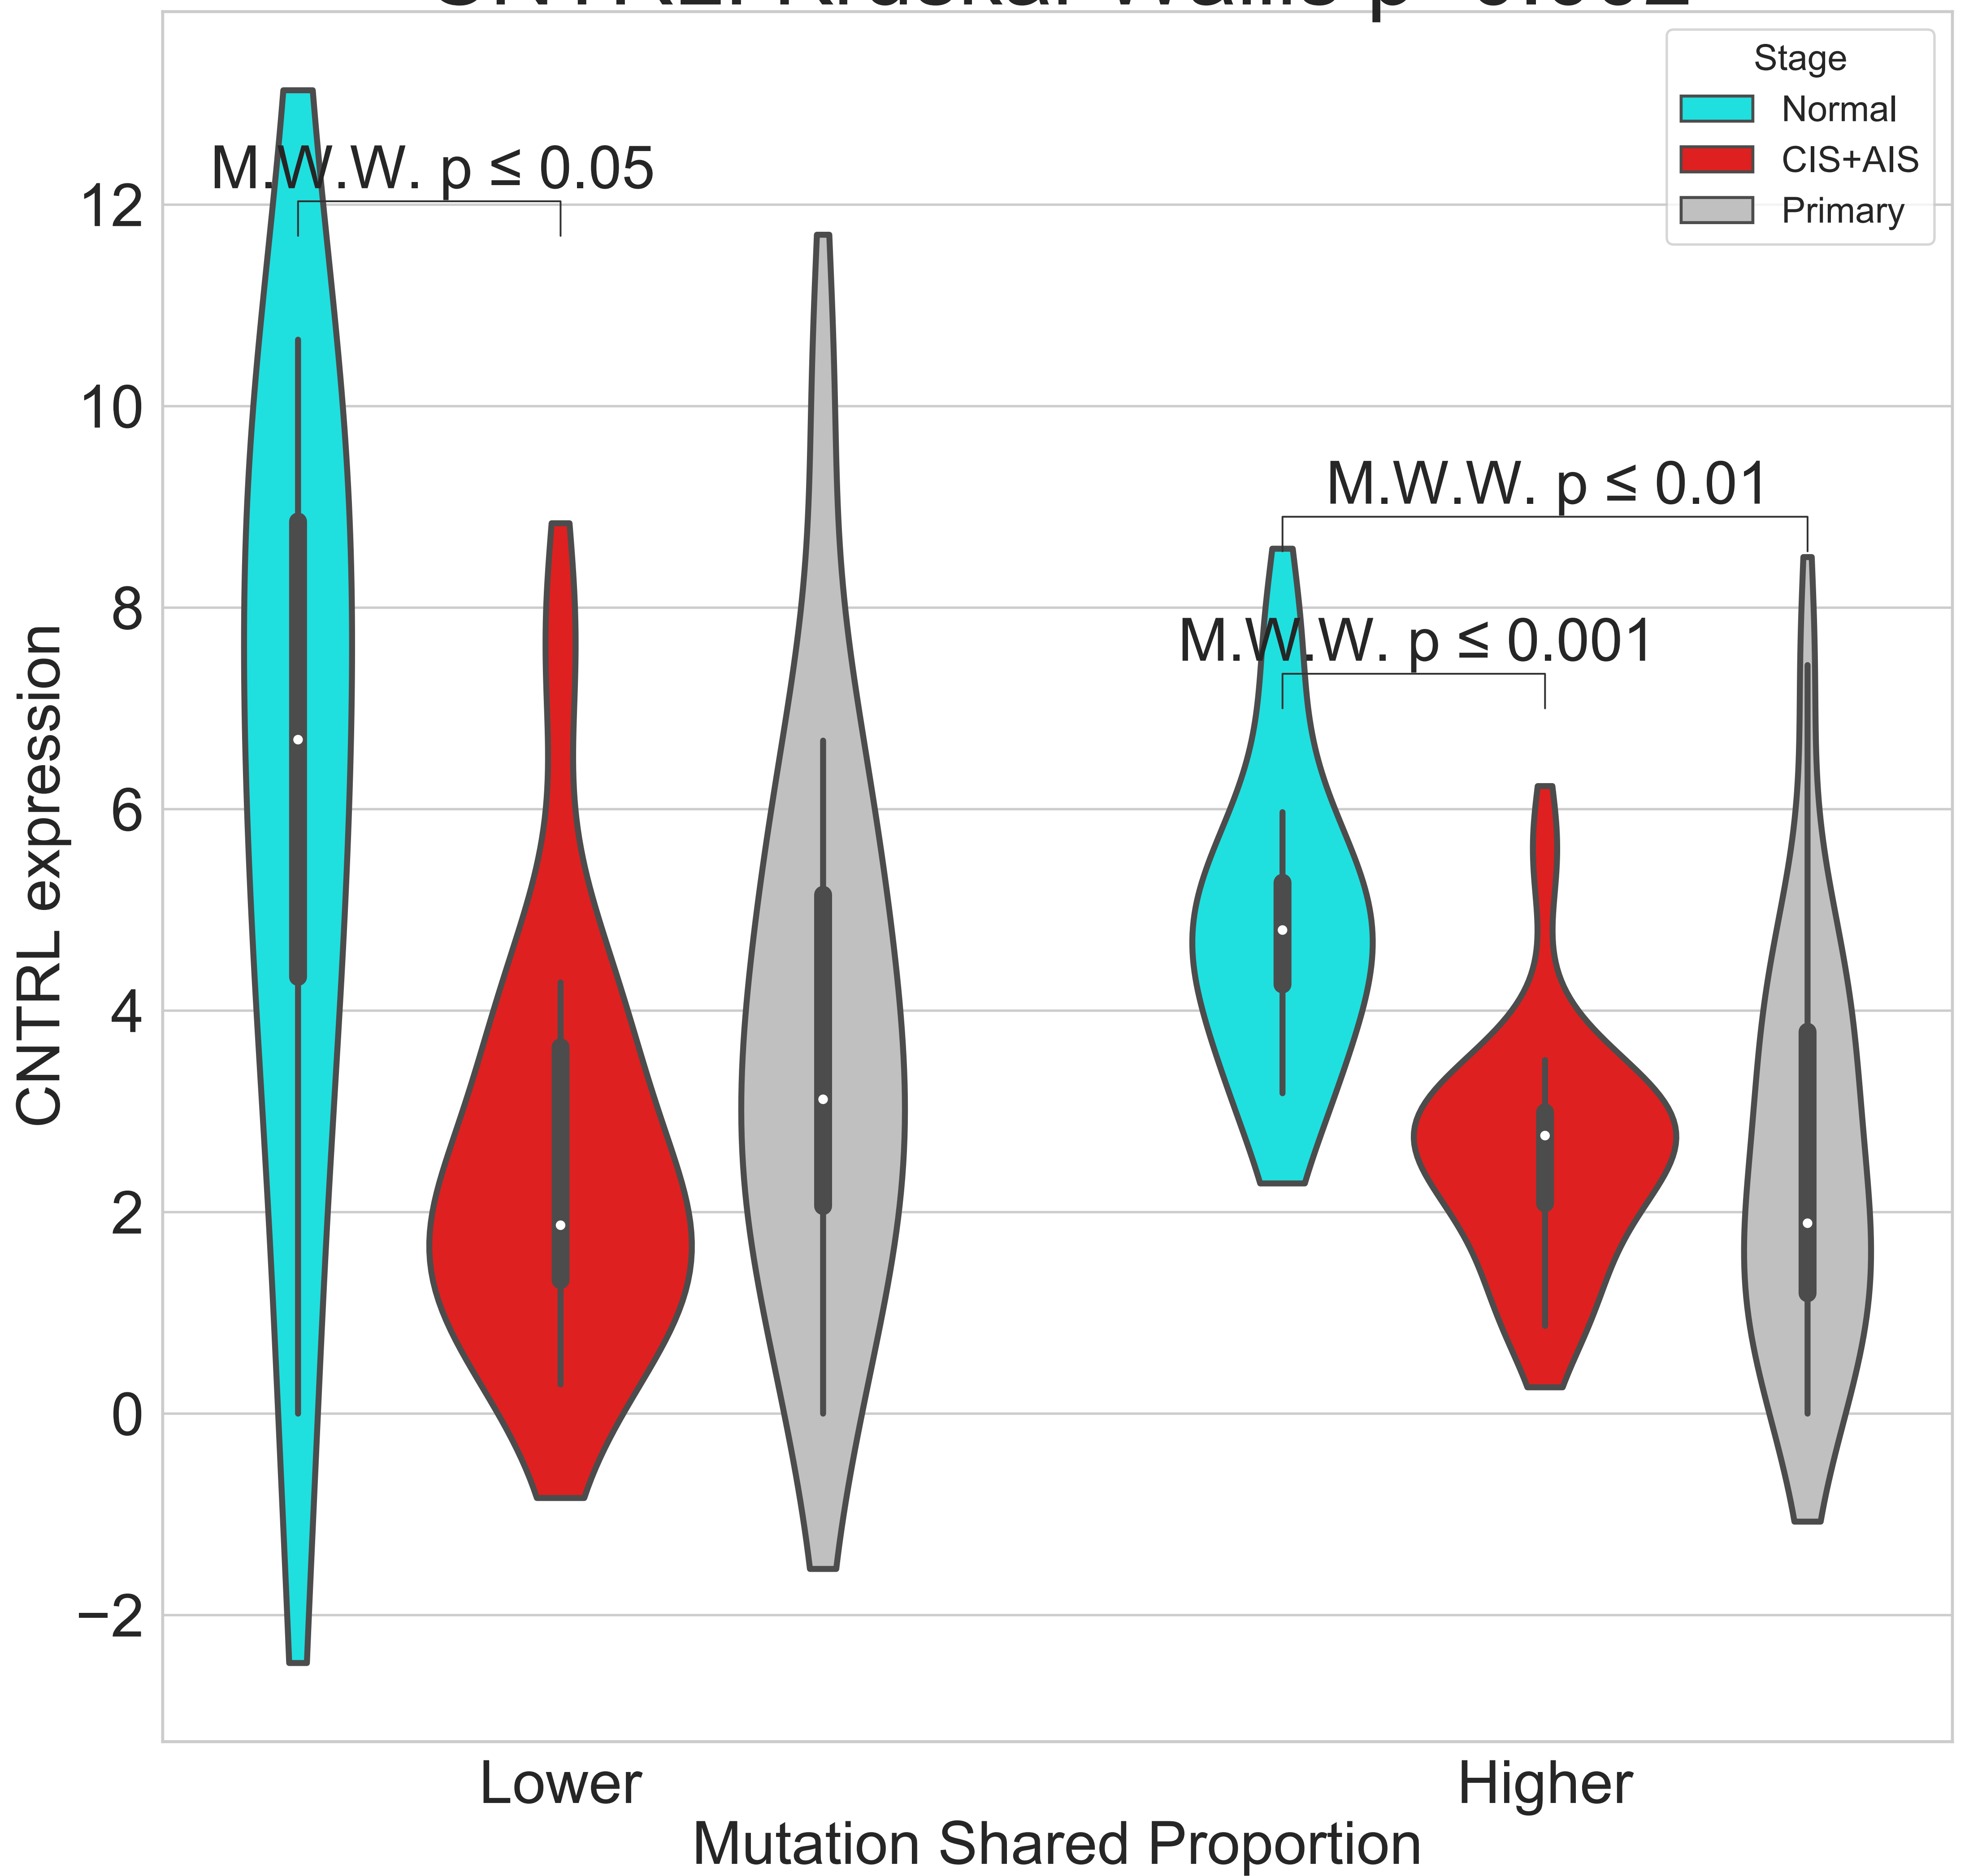 Stage
Normal
CIS+AIS
Primary
M.W.W. p ≤ 0.05
M.W.W. p ≤ 0.01
M.W.W. p ≤ 0.001
12
10
8
6
4
2
0
−2
CNTRL expression
Lower
Higher
Mutation Shared Proportion